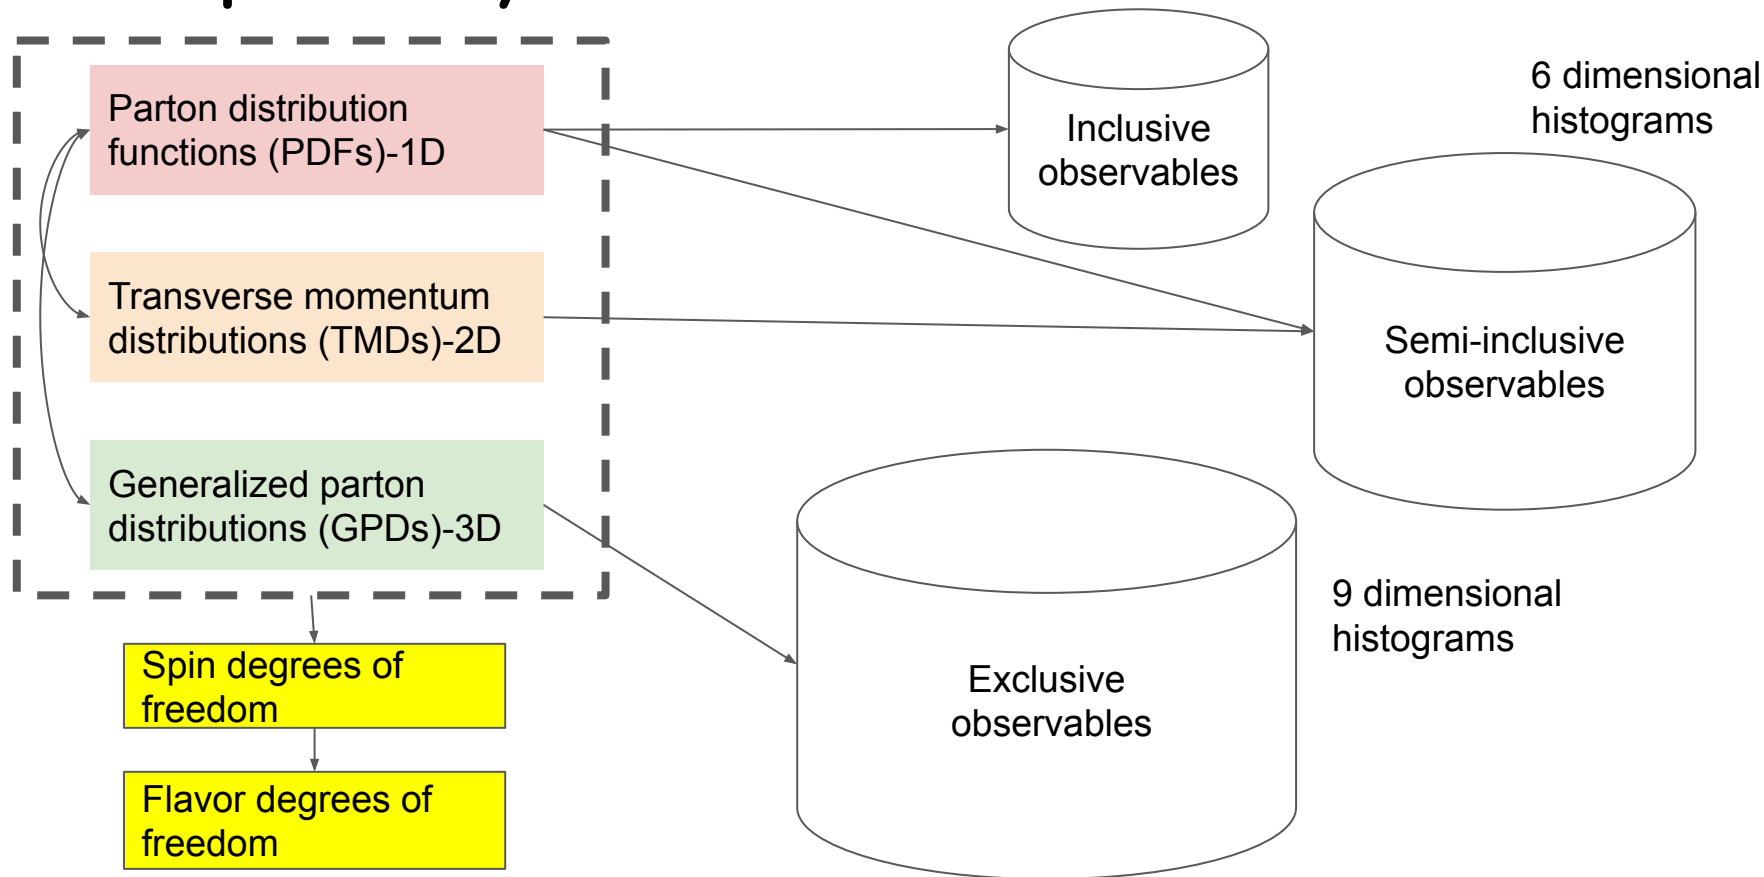 Parton distribution
functions (PDFs)-1D
Transverse momentum
distributions (TMDs)-2D
Generalized parton
distributions (GPDs)-3D
Spin degrees of
freedom
Flavor degrees of
freedom
Inclusive
observables
6 dimensional
histograms
Semi-inclusive
observables
Exclusive
observables
9 dimensional
histograms